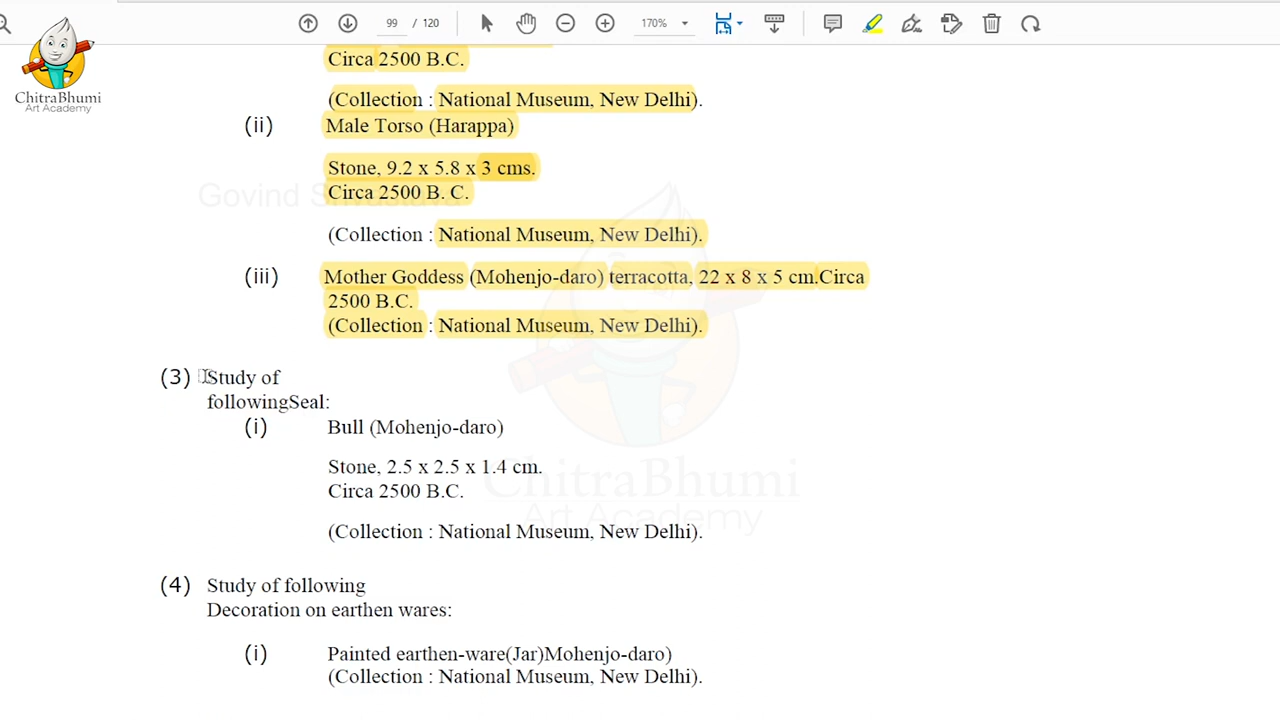 99 / 120 170%
ChitraBhumi
Art Academy
Circa 2500 B.C.
(Collection : National Museum, New Delhi).
(ii) Male Torso (Harappa)
Stone, 9.2 x 5.8 x 3 cms.
Govind
Circa 2500 B. C.
(Collection : National Museum, New Delhi).
(iii) Mother Goddess (Mohenjo-daro) terracotta, 22 x 8 x 5 cm.Circa
2500 B.C.
(Collection : National Museum, New Delhi).
(3) Study of
followingSeal:
(i) Bull (Mohenjo-daro)
Stone, 2.5 x 2.5 x 1.4 cm.
ChitraBhumi
Circa 2500 B.C.
Art Academy
(Collection : National Museum, New Delhi).
(4) Study of following
Decoration on earthen wares:
(i) Painted earthen-ware(Jar)Mohenjo-daro)
(Collection : National Museum, New Delhi).